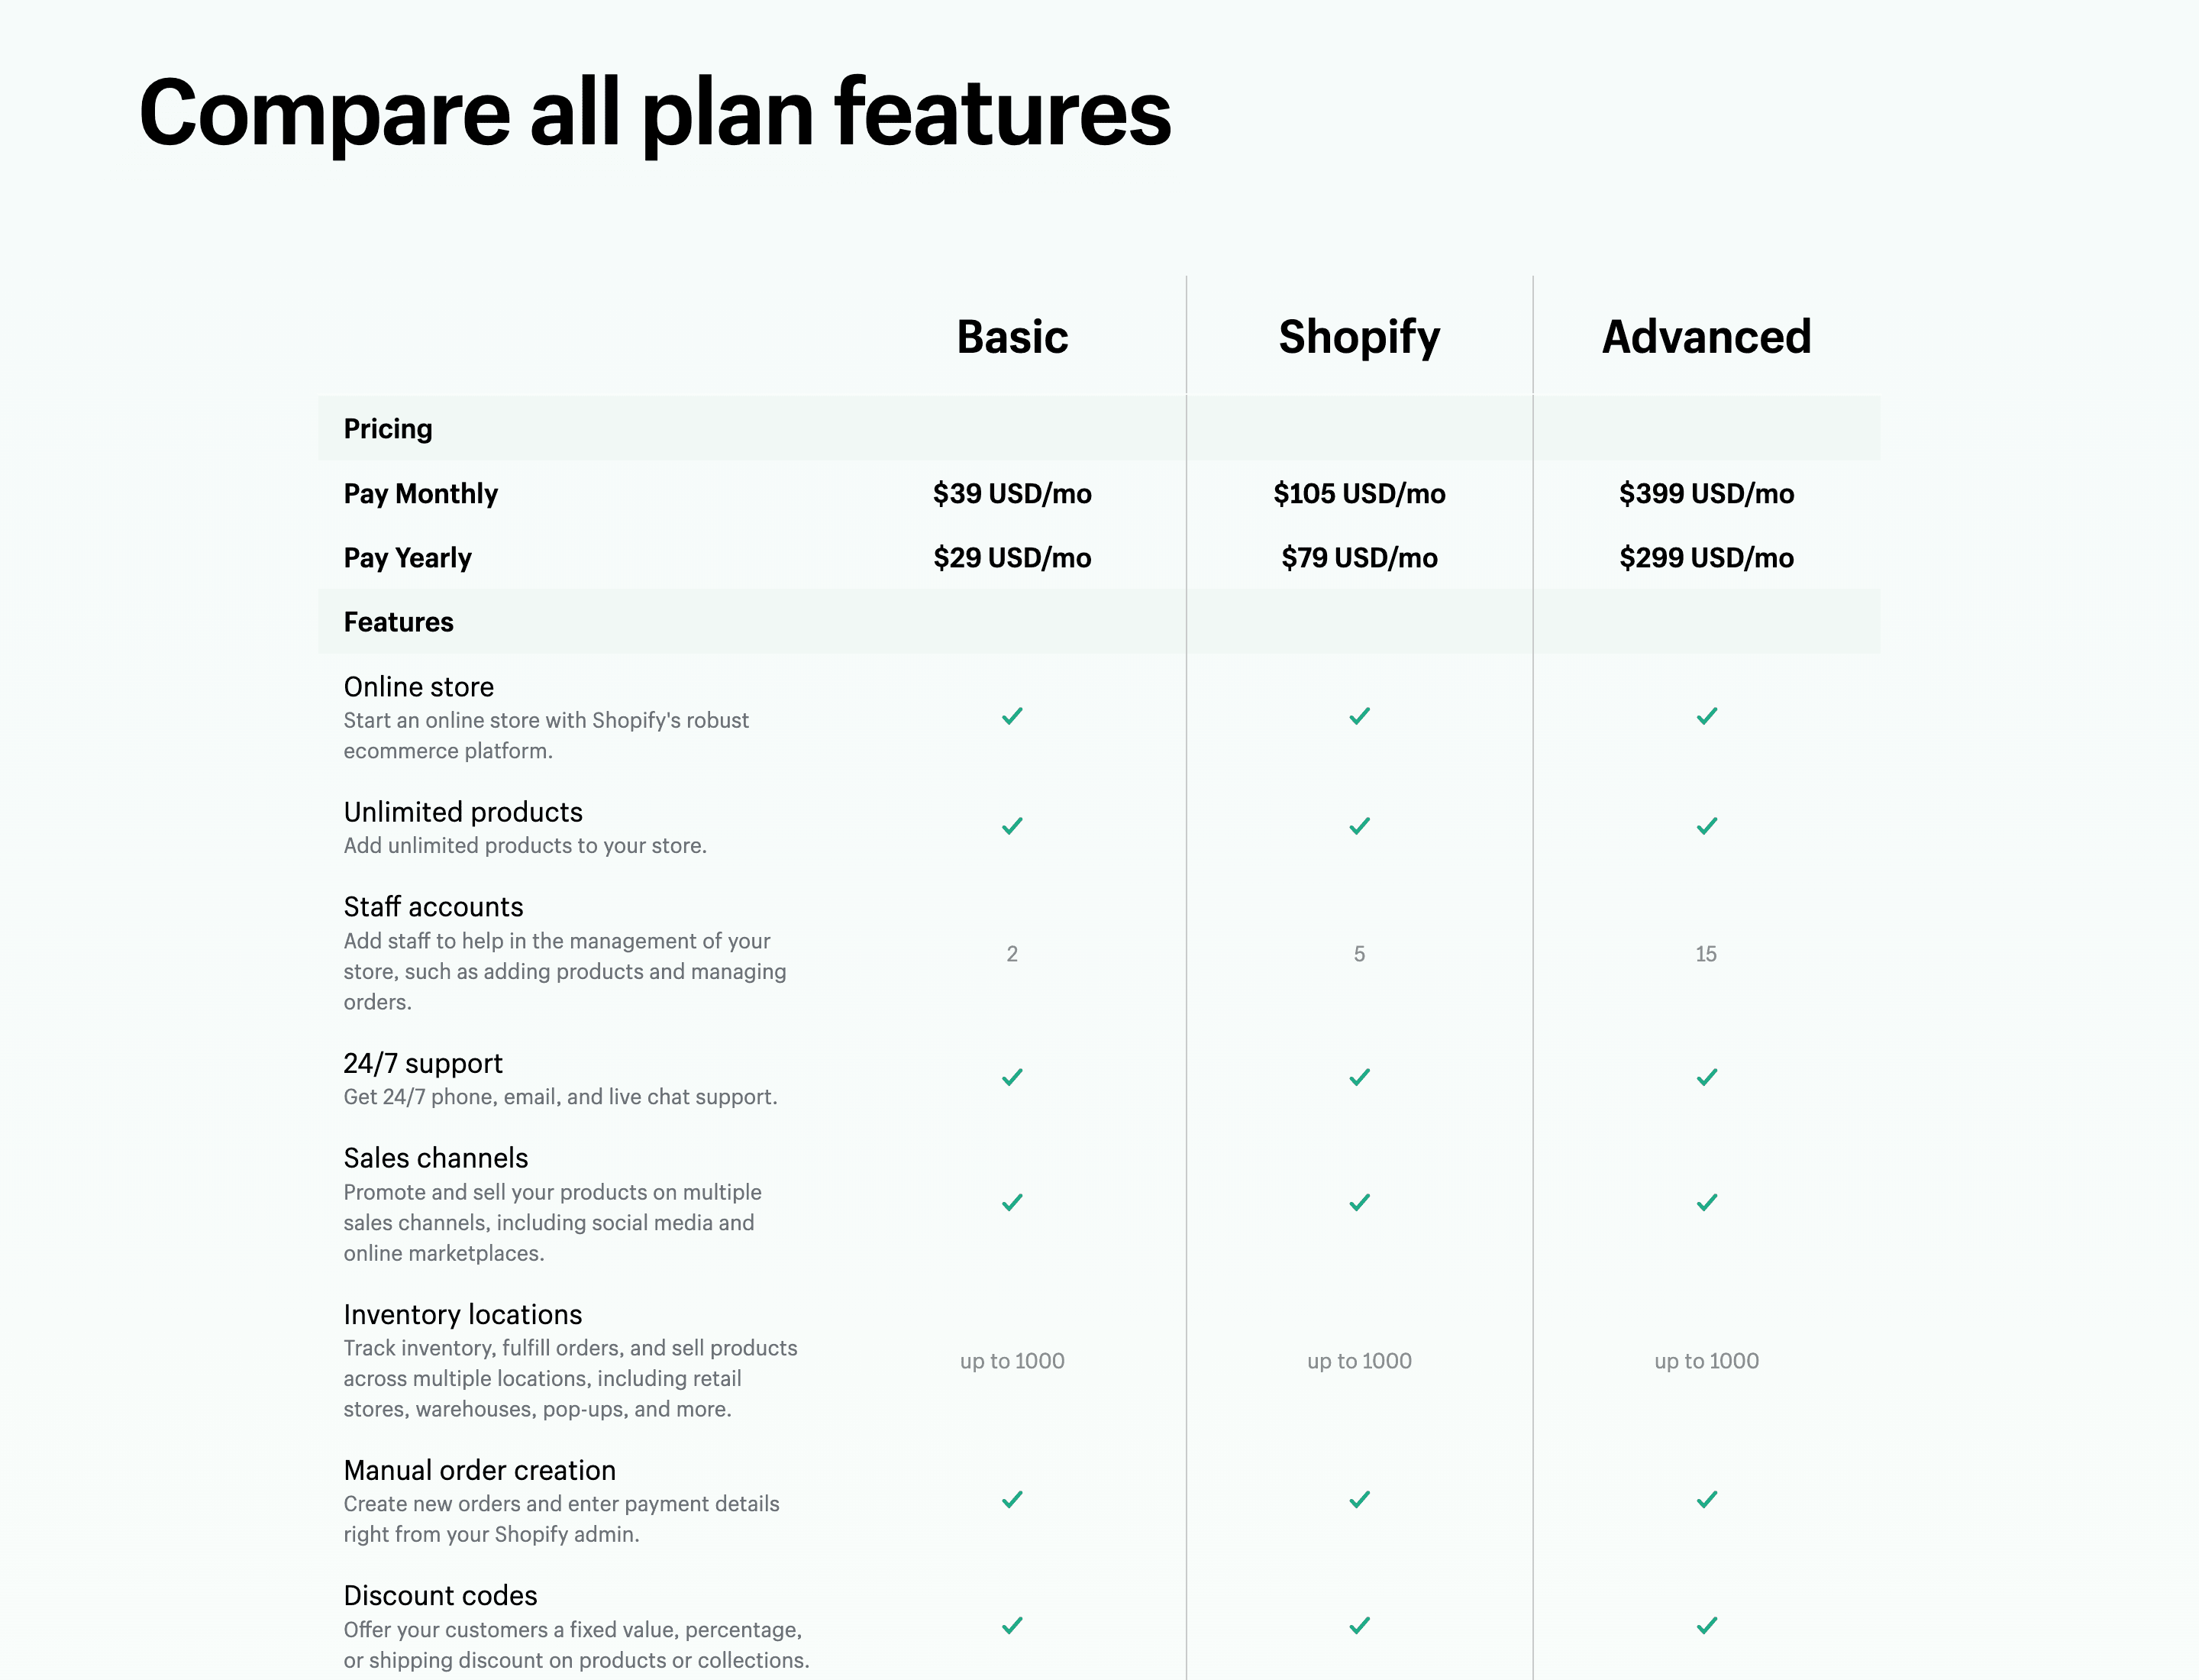 Compare all plan features
Basic Shopify Advanced
Pricing
Pay Monthly $39 USD/mo $105 USD/mo $399 USD/mo
Pay Yearly $29 USD/mo $79 USD/mo $299 USD/mo
Features
Online store
Start an online store with Shopify's robust
ecommerce platform.
Unlimited products
Add unlimited products to your store.
Staff accounts
Add staff to help in the management of your
store, such as adding products and managing
orders.
2 5 15
24/7 support
Get 24/7 phone, email, and live chat support.
Sales channels
Promote and sell your products on multiple
sales channels, including social media and
online marketplaces.
Inventory locations
Track inventory, fulfill orders, and sell products
across multiple locations, including retail
stores, warehouses, pop-ups, and more.
up to 1000 up to 1000 up to 1000
Manual order creation
Create new orders and enter payment details
right from your Shopify admin.
Discount codes
Offer your customers a fixed value, percentage,
or shipping discount on products or collections.